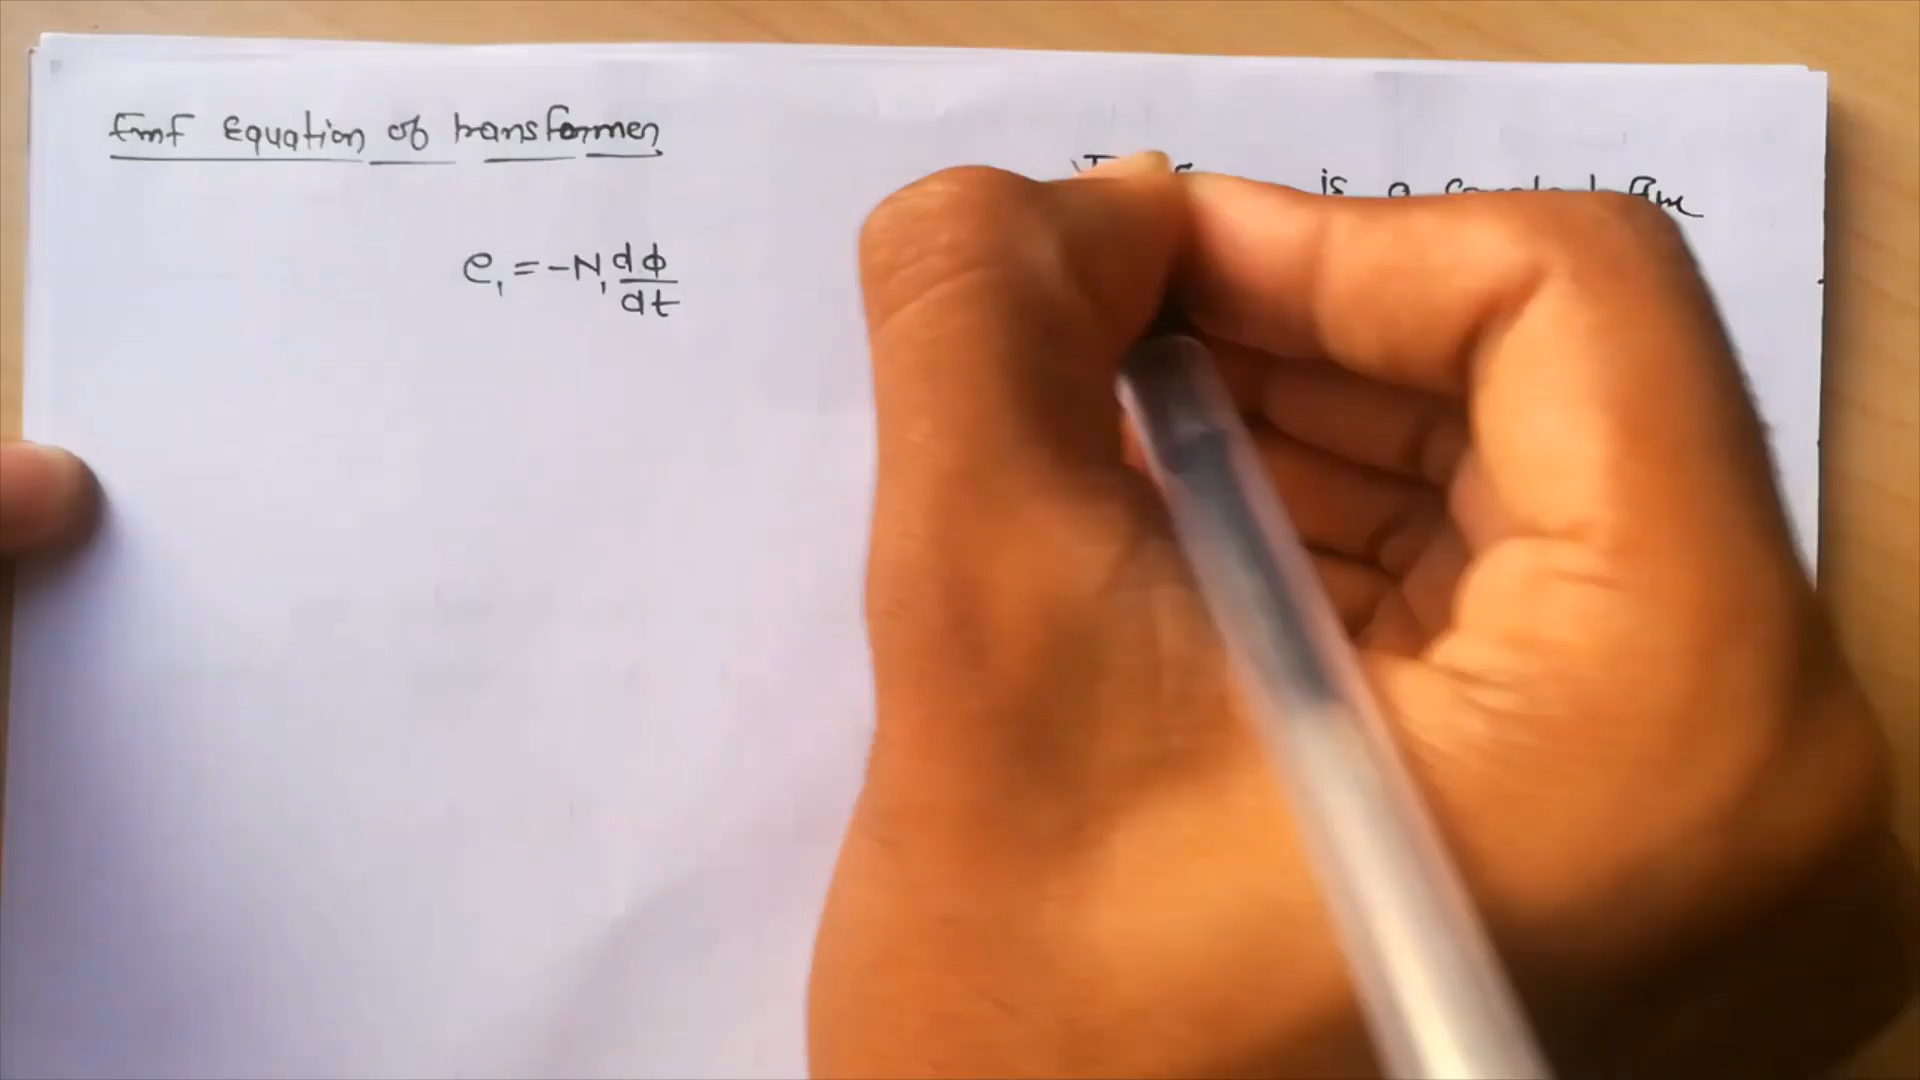 Emf Equation of transformer
e₁ = -N₁ dφ/dt
is a